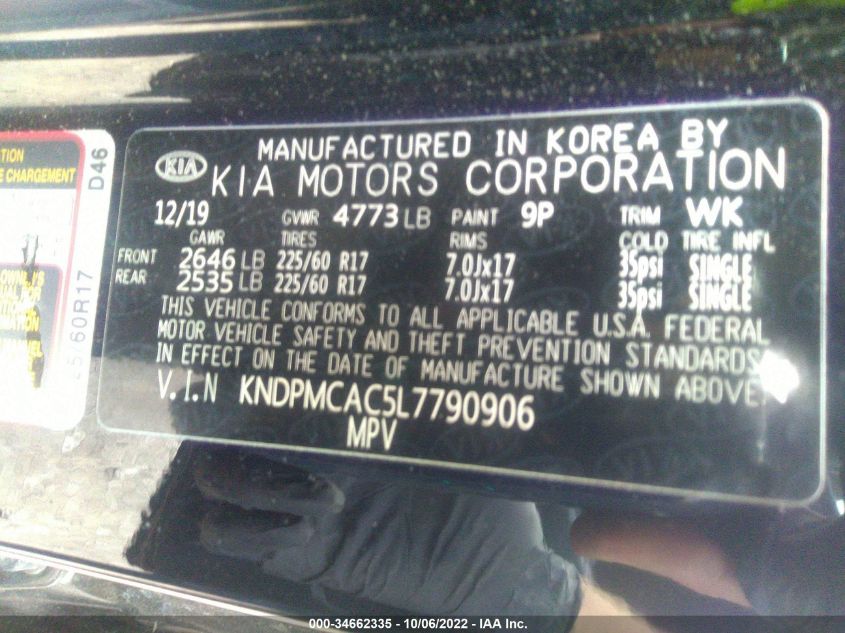 TION
E CHARGEMENT
D46
60R17
MANUFACTURED IN KOREA BY
KIA KIA MOTORS CORPORATION
12/19 GVWR 4773 LB PAINT 9P TRIM WK
GAWR TIRES RIMS COLD TIRE INFL
FRONT 2646 LB 225/60 R17 7.0Jx17 35psi SINGLE
REAR 2535 LB 225/60 R17 7.0Jx17 35psi SINGLE
THIS VEHICLE CONFORMS TO ALL APPLICABLE U.S.A. FEDERAL
MOTOR VEHICLE SAFETY AND THEFT PREVENTION STANDARDS
IN EFFECT ON THE DATE OF MANUFACTURE SHOWN ABOVE.
V.I.N KNDPMCAC5L7790906
MPV
000-34662335 - 10/06/2022 - IAA Inc.